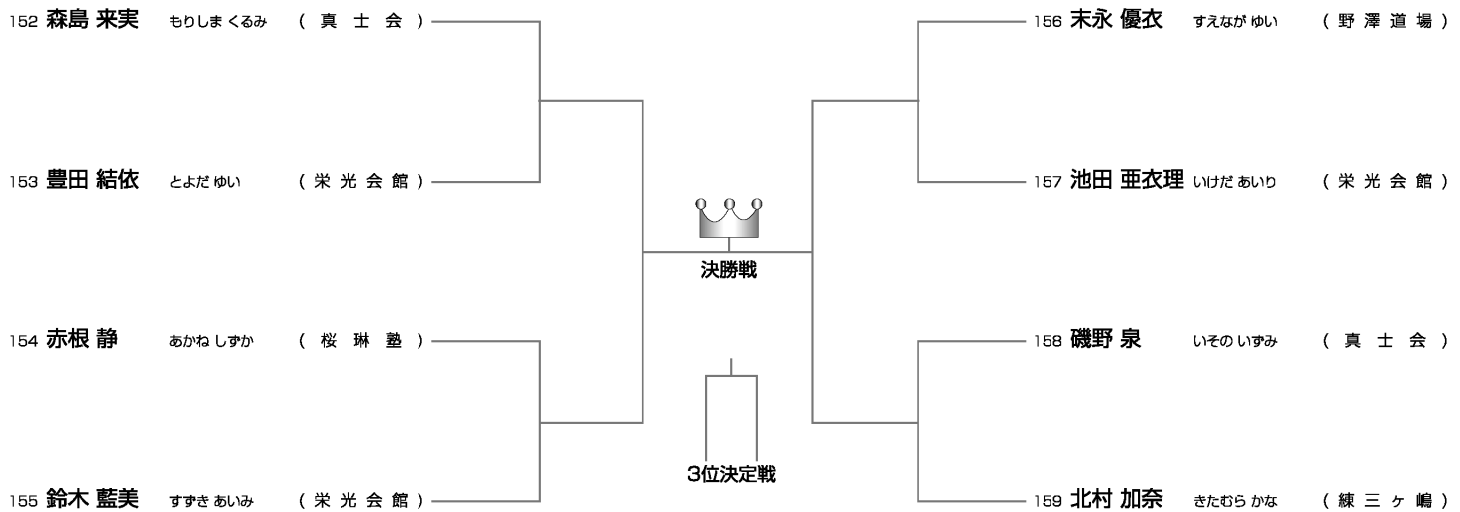 152 森島 来実 もりしま くるみ (真士会)
153 豊田 結依 とよだ ゆい (栄光会館)
154 赤根 静 あかね しずか (桜琳塾)
155 鈴木 藍美 すずき あいみ (栄光会館)
決勝戦
3位決定戦
156 末永 優衣 すえなが ゆい (野澤道場)
157 池田 亜衣理 いけだ あいり (栄光会館)
158 磯野 泉 いその いずみ (真士会)
159 北村 加奈 きたむら かな (練三ヶ嶋)